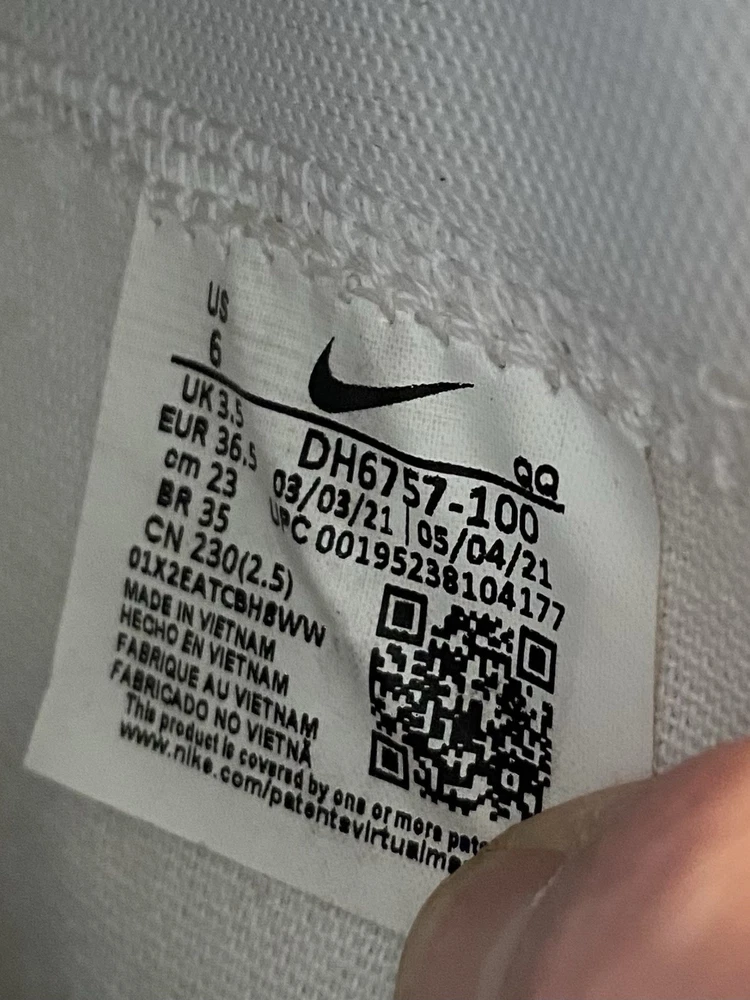 US
6
UK 3.5
EUR 36.5
cm 23
BR 35
CN 230(2.5)
01X2EATCBH8WW
MADE IN VIETNAM
HECHO EN VIETNAM
FABRIQUE AU VIETNAM
FABRICADO NO VIETNÃ
This product is covered by one or more
www.nike.com/patents
QQ
DH6757-100
03/03/21 | 05/04/21
UPC 00195238104177